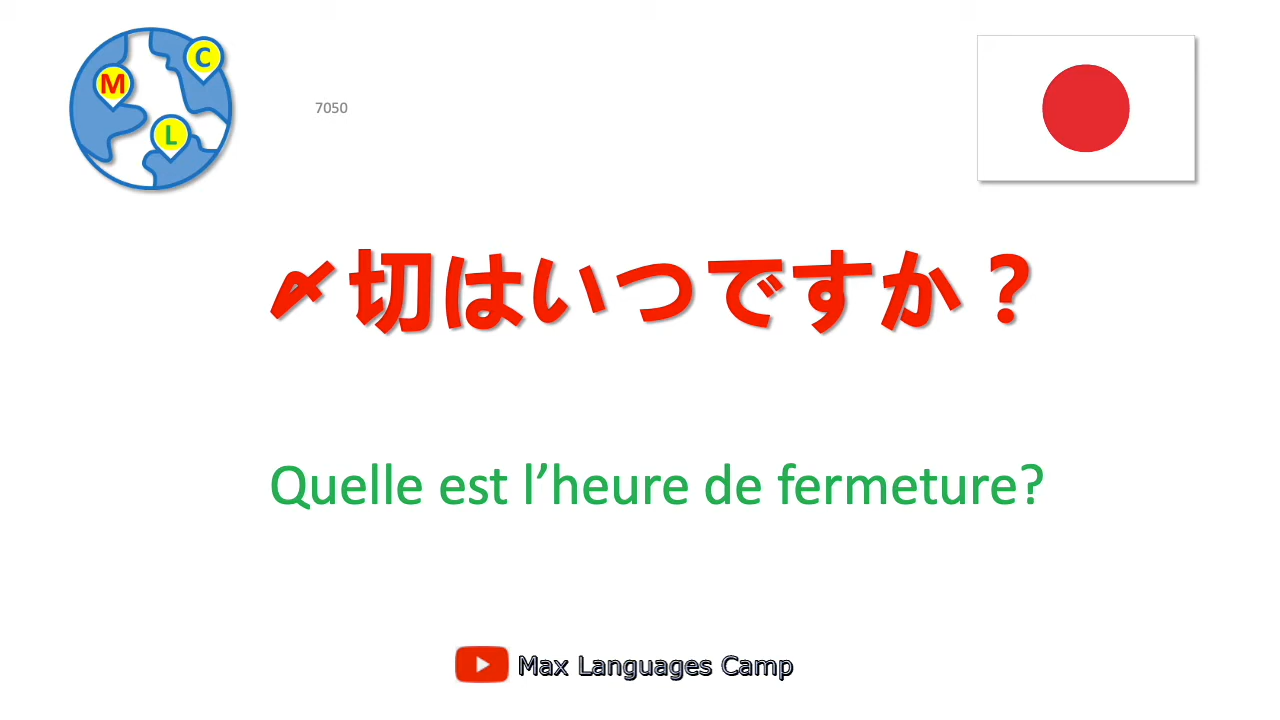 M
C
L
7050
〆切はいつですか？
Quelle est l’heure de fermeture?
Max Languages Camp